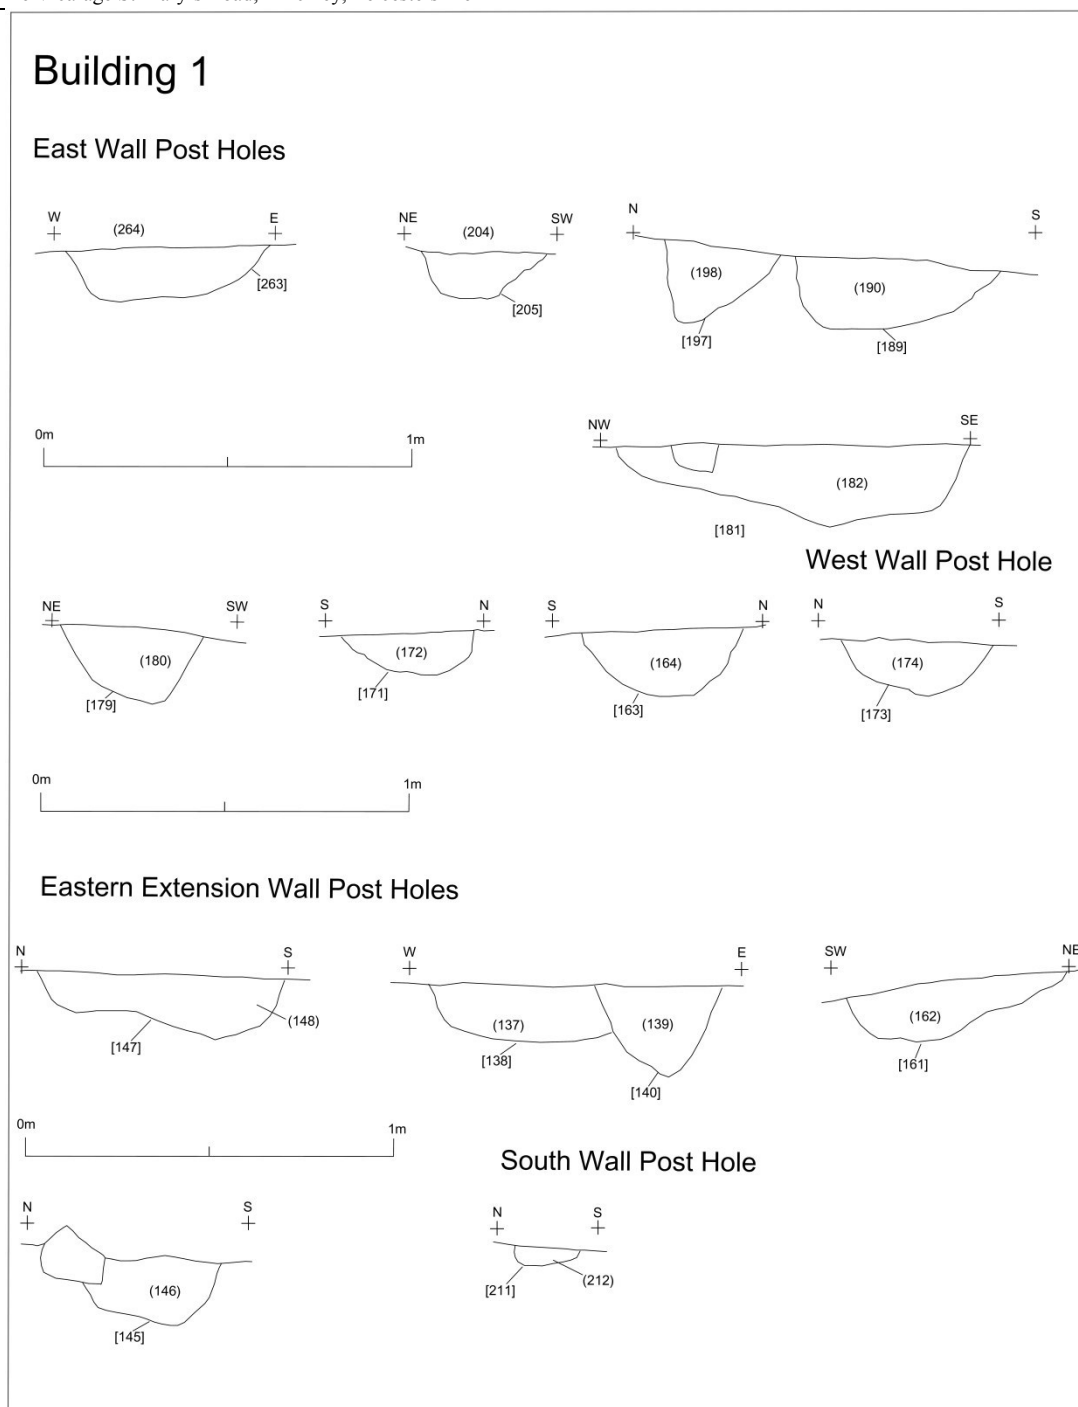 Building 1
East Wall Post Holes
W (264) E
[263]
NE (204) SW
[205]
N S
(198) (190)
[197] [189]
0m 1m
NW SE
(182)
[181]
West Wall Post Hole
NE SW
(180)
[179]
S N
(172)
[171]
S N
(164)
[163]
N S
(174)
[173]
0m 1m
Eastern Extension Wall Post Holes
N S
(148)
[147]
W E
(137) (139)
[138]
[140]
SW NE
(162)
[161]
0m 1m
South Wall Post Hole
N S
(146)
[145]
N S
[211] (212)